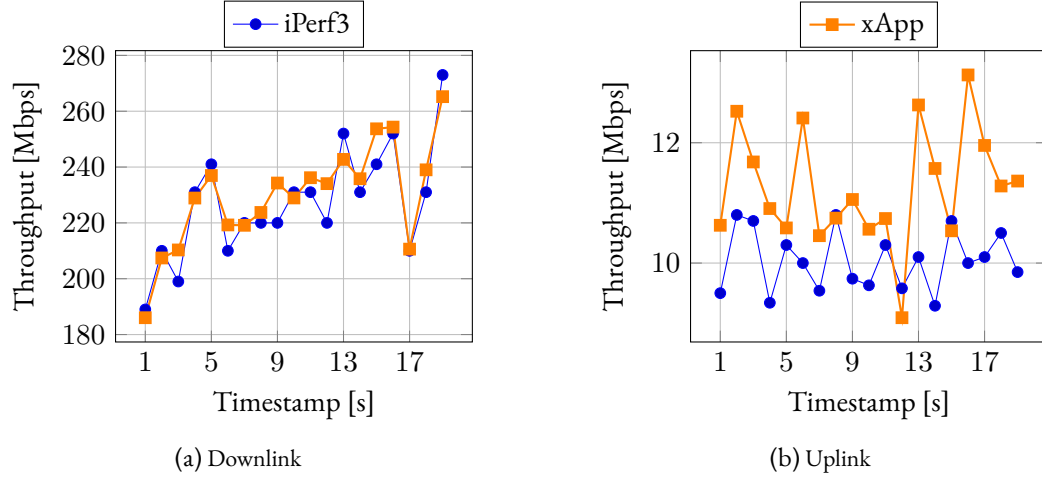 iPerf3
xApp
Throughput [Mbps]
280
260
240
220
200
180
1 5 9 13 17
Timestamp [s]
(a) Downlink
Throughput [Mbps]
12
10
1 5 9 13 17
Timestamp [s]
(b) Uplink